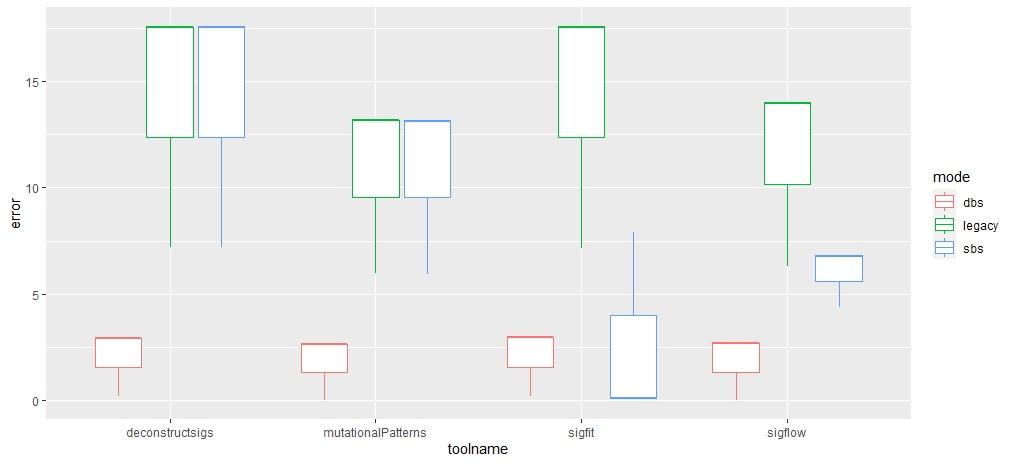 15
10
5
0
error
deconstructsigs
mutationalPatterns
sigfit
sigflow
toolname
mode
dbs
legacy
sbs